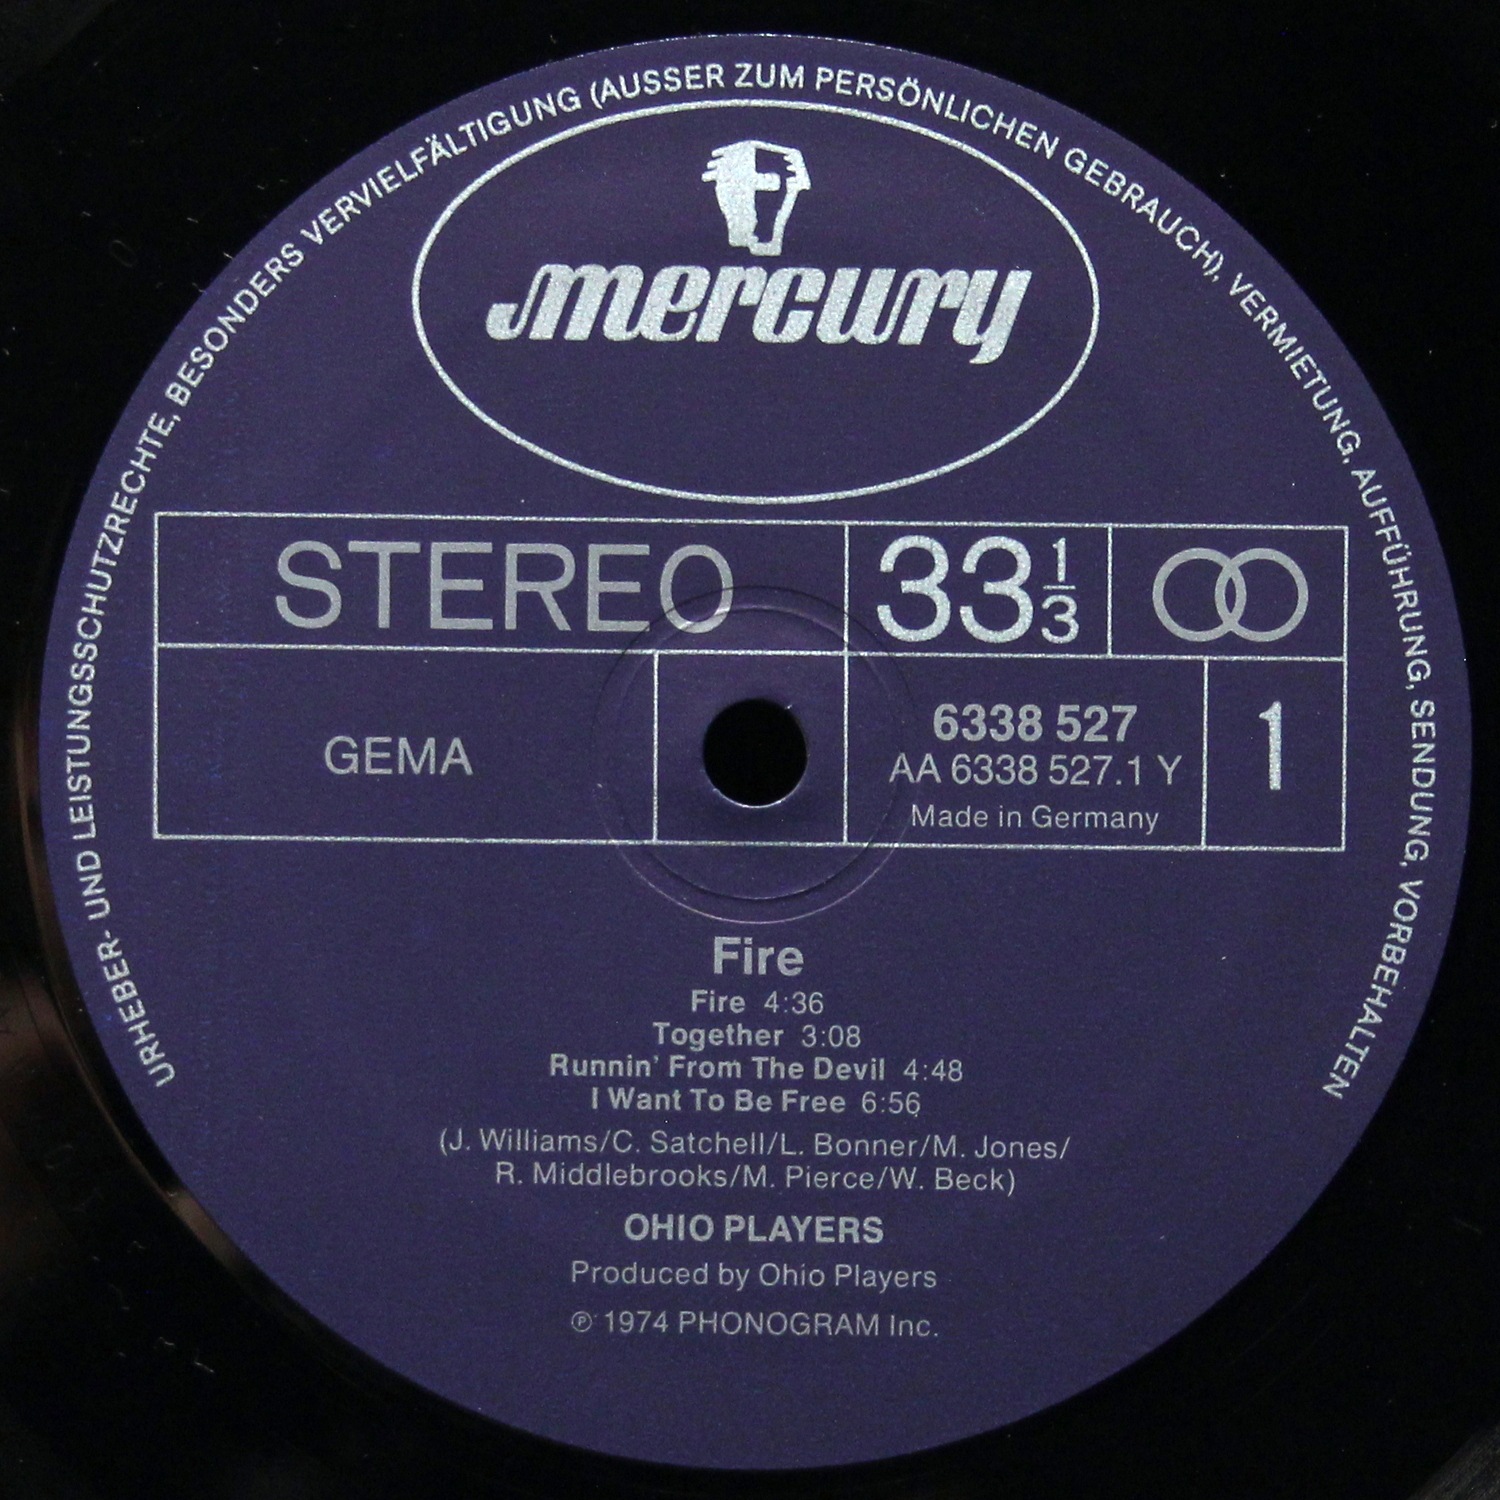 URHEBER- UND LEISTUNGSSCHUTZRECHTE, BESONDERS VERVIELFÄLTIGUNG (AUSSER ZUM PERSÖNLICHEN GEBRAUCH), VERMIETUNG, AUFFÜHRUNG, SENDUNG, VORBEHALTEN
mercury
STEREO 33 1/3
GEMA
6338 527
AA 6338 527.1 Y
Made in Germany
1
Fire
Fire 4:36
Together 3:08
Runnin' From The Devil 4:48
I Want To Be Free 6:56
(J. Williams/C. Satchell/L. Bonner/M. Jones/
R. Middlebrooks/M. Pierce/W. Beck)
OHIO PLAYERS
Produced by Ohio Players
℗ 1974 PHONOGRAM Inc.